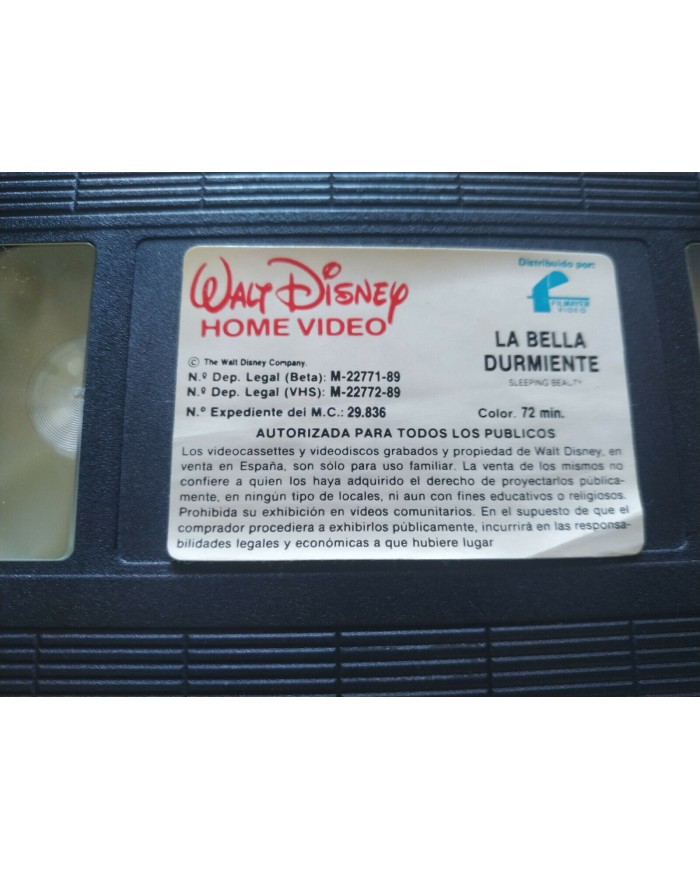 WALT DISNEY
HOME VIDEO
Distribuido por:
FILMAYER
VIDEO
LA BELLA
DURMIENTE
SLEEPING BEAUTY
© The Walt Disney Company.
N.º Dep. Legal (Beta): M-22771-89
N.º Dep. Legal (VHS): M-22772-89
N.º Expediente del M.C.: 29.836
Color. 72 min.
AUTORIZADA PARA TODOS LOS PUBLICOS
Los videocassettes y videodiscos grabados y propiedad de Walt Disney, en
venta en España, son sólo para uso familiar. La venta de los mismos no
confiere a quien los haya adquirido el derecho de proyectarlos pública-
mente, en ningún tipo de locales, ni aun con fines educativos o religiosos.
Prohibida su exhibición en vídeos comunitarios. En el supuesto de que el
comprador procediera a exhibirlos públicamente, incurrirá en las responsa-
bilidades legales y económicas a que hubiere lugar